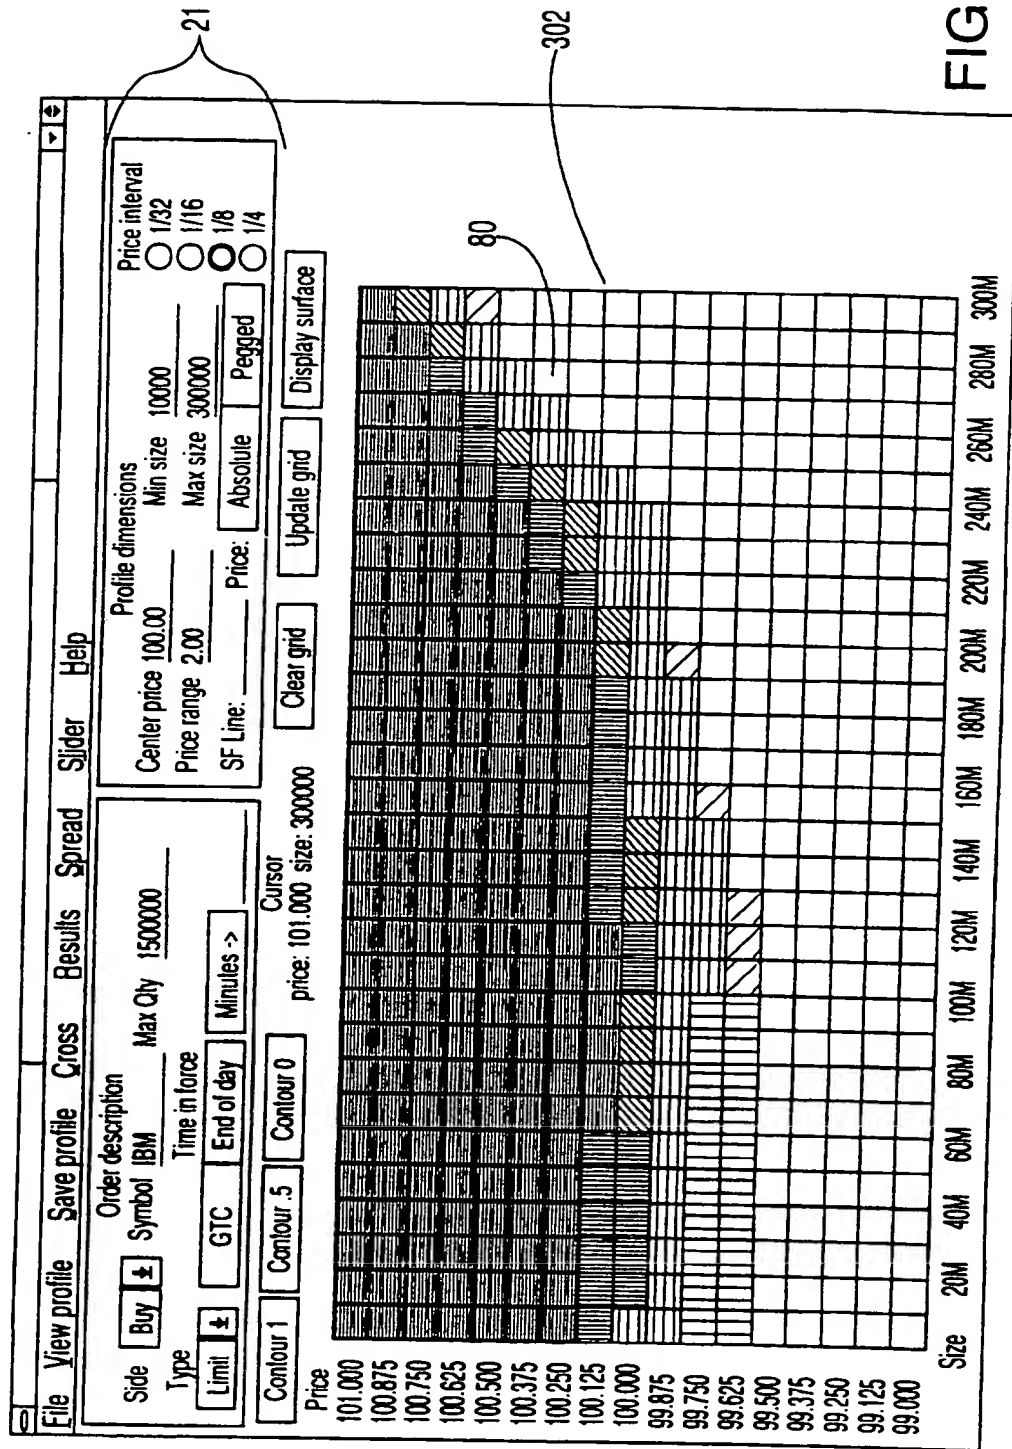 File View profile Save profile Cross Results Spread Slider Help
Order description
Side Buy ± Symbol IBM Max Qty 1500000
Type Time in force
Limit ± GTC End of day Minutes ->
Profile dimensions
Center price 100.00 Min size 10000
Price range 2.00 Max size 300000
SF Line: Price: Absolute Pegged
Price interval
1/32
1/16
1/8
1/4
21
Contour 1 Contour .5 Contour 0
Cursor
price: 101.000 size: 300000
Clear grid Update grid Display surface
Price
101.000
100.875
100.750
100.625
100.500
100.375
100.250
100.125
100.000
99.875
99.750
99.625
99.500
99.375
99.250
99.125
99.000
Size 20M 40M 60M 80M 100M 120M 140M 160M 180M 200M 220M 240M 260M 280M 300M
80
302
FIG